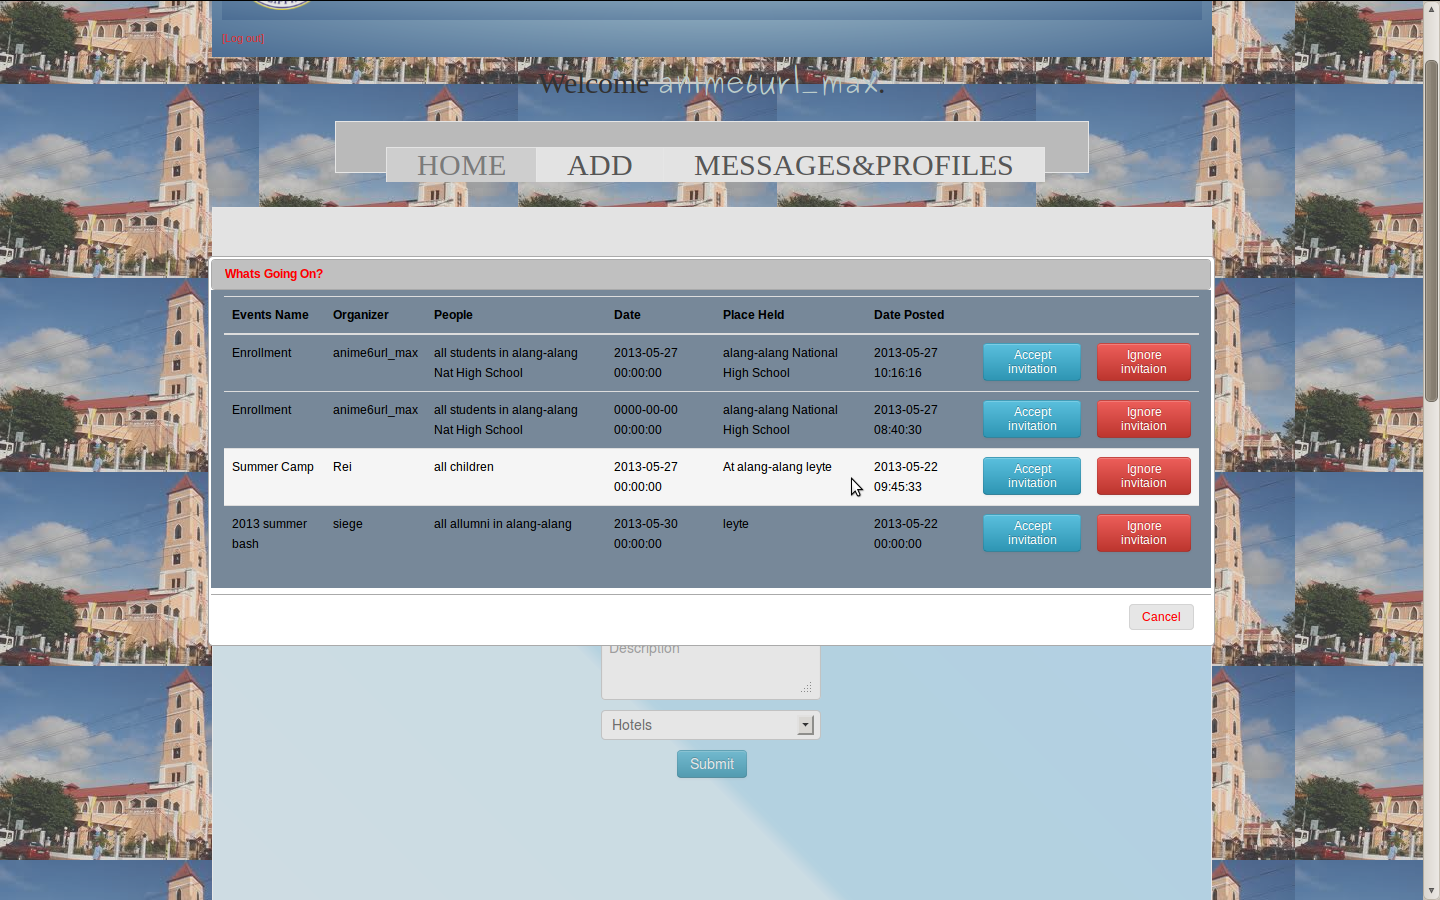 [Log out]
Welcome anime6url_max.
HOME ADD MESSAGES&PROFILES
Whats Going On?
Events Name Organizer People Date Place Held Date Posted
Enrollment anime6url_max all students in alang-alang 2013-05-27 alang-alang National 2013-05-27 Accept Ignore
Nat High School 00:00:00 High School 10:16:16 invitation invitaion
Enrollment anime6url_max all students in alang-alang 0000-00-00 alang-alang National 2013-05-27 Accept Ignore
Nat High School 00:00:00 High School 08:40:30 invitation invitaion
Summer Camp Rei all children 2013-05-27 At alang-alang leyte 2013-05-22 Accept Ignore
00:00:00 09:45:33 invitation invitaion
2013 summer siege all allumni in alang-alang 2013-05-30 leyte 2013-05-22 Accept Ignore
bash 00:00:00 00:00:00 invitation invitaion
Cancel
Description
Hotels
Submit